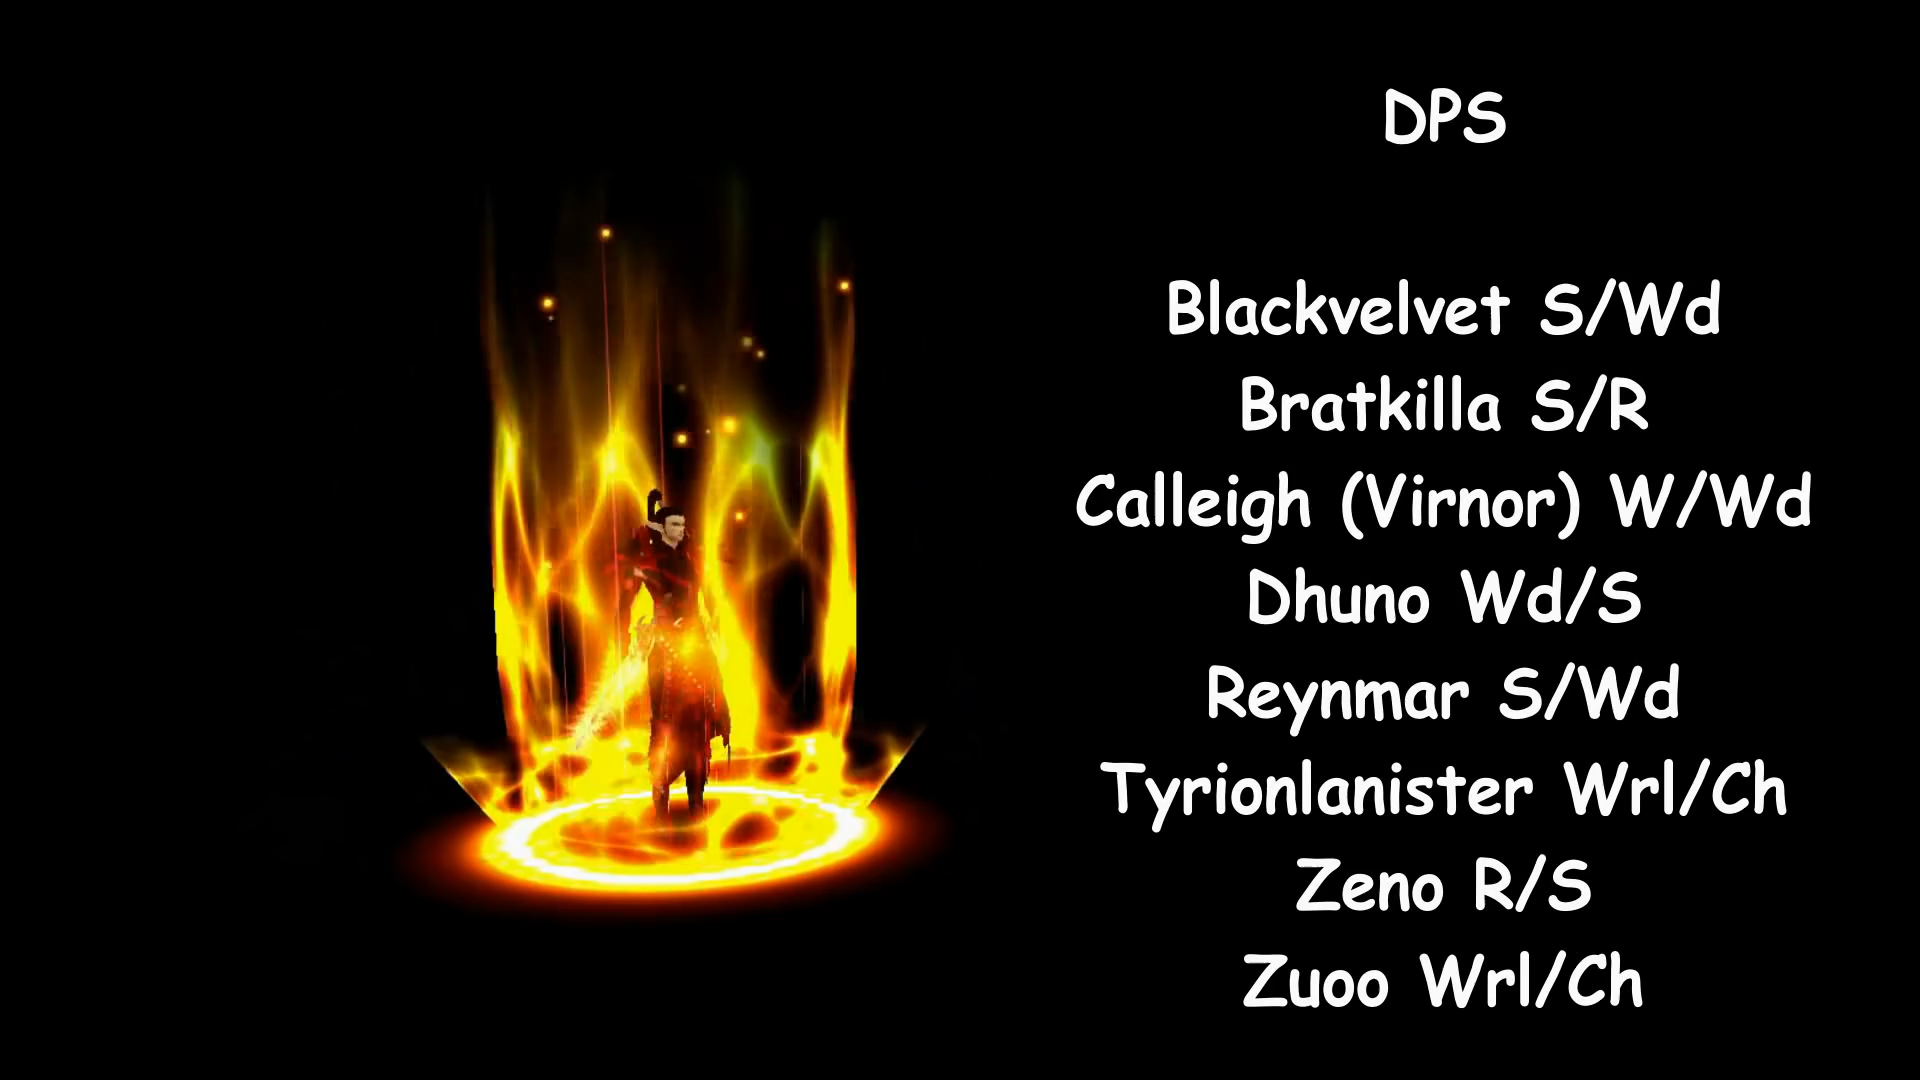 DPS
Blackvelvet S/Wd
Bratkilla S/R
Calleigh (Virnor) W/Wd
Dhuno Wd/S
Reynmar S/Wd
Tyrionlanister Wrl/Ch
Zeno R/S
Zuoo Wrl/Ch